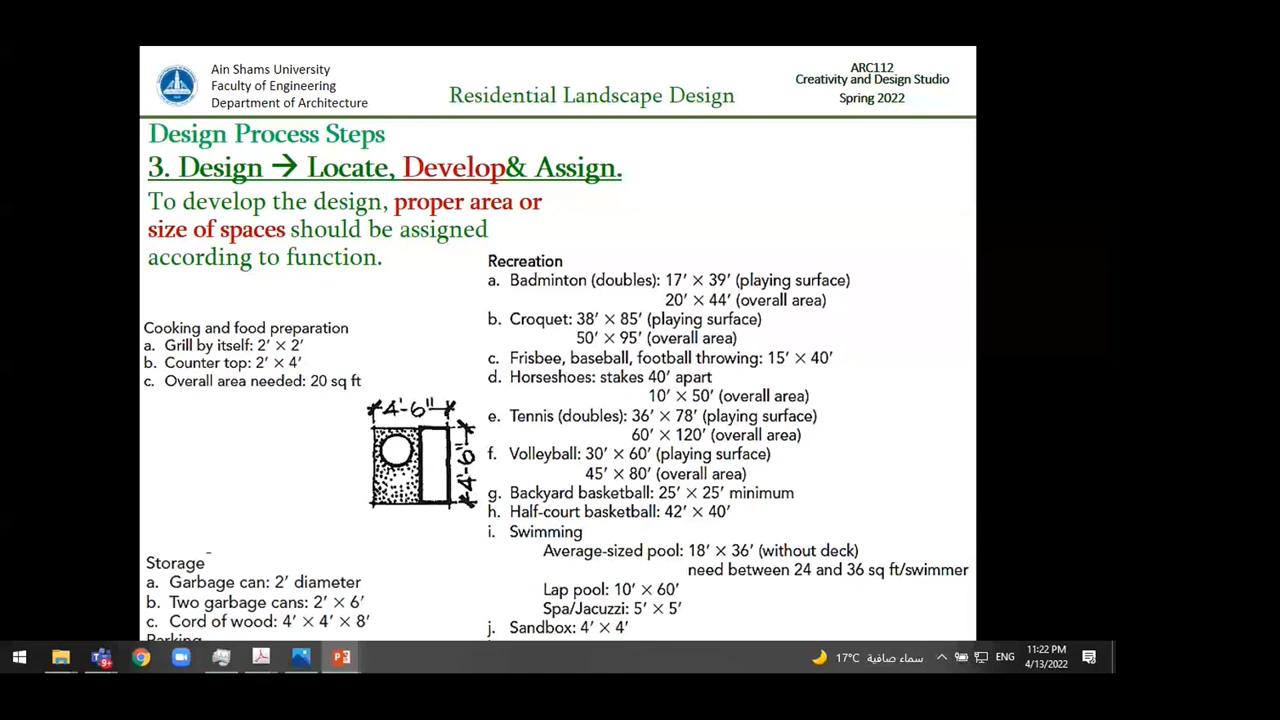 Ain Shams University
Faculty of Engineering
Department of Architecture
Residential Landscape Design
ARC112
Creativity and Design Studio
Spring 2022
Design Process Steps
3. Design → Locate, Develop& Assign.
To develop the design, proper area or
size of spaces should be assigned
according to function.
Cooking and food preparation
a. Grill by itself: 2′ × 2′
b. Counter top: 2′ × 4′
c. Overall area needed: 20 sq ft
4'-6"
4'-6"
Storage
a. Garbage can: 2′ diameter
b. Two garbage cans: 2′ × 6′
c. Cord of wood: 4′ × 4′ × 8′
Parking
Recreation
a. Badminton (doubles): 17′ × 39′ (playing surface)
20′ × 44′ (overall area)
b. Croquet: 38′ × 85′ (playing surface)
50′ × 95′ (overall area)
c. Frisbee, baseball, football throwing: 15′ × 40′
d. Horseshoes: stakes 40′ apart
10′ × 50′ (overall area)
e. Tennis (doubles): 36′ × 78′ (playing surface)
60′ × 120′ (overall area)
f. Volleyball: 30′ × 60′ (playing surface)
45′ × 80′ (overall area)
g. Backyard basketball: 25′ × 25′ minimum
h. Half-court basketball: 42′ × 40′
i. Swimming
Average-sized pool: 18′ × 36′ (without deck)
need between 24 and 36 sq ft/swimmer
Lap pool: 10′ × 60′
Spa/Jacuzzi: 5′ × 5′
j. Sandbox: 4′ × 4′
9+
17°C سماء صافية
ENG
11:22 PM
4/13/2022